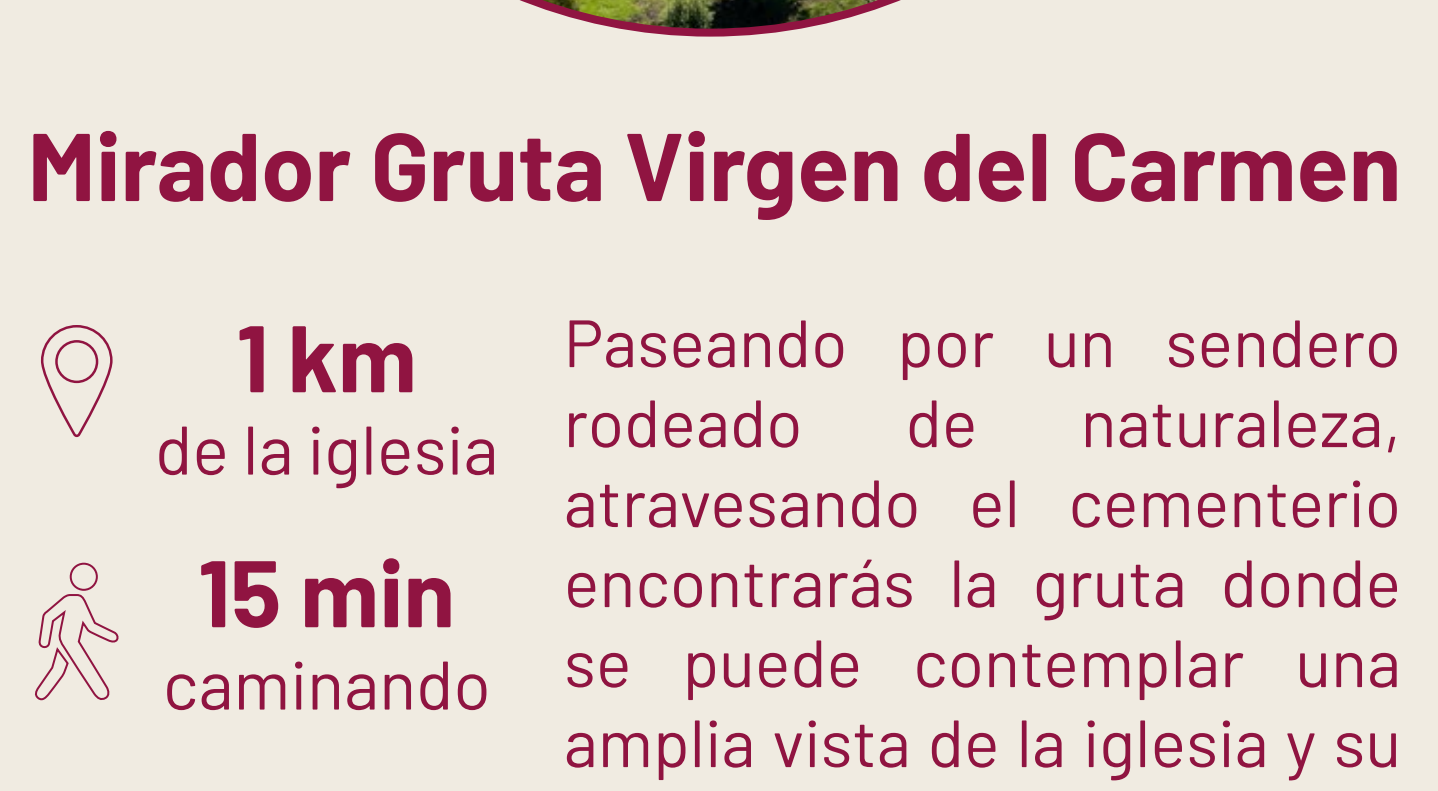 Mirador Gruta Virgen del Carmen
1 km
de la iglesia
15 min
caminando
Paseando por un sendero
rodeado de naturaleza,
atravesando el cementerio
encontrarás la gruta donde
se puede contemplar una
amplia vista de la iglesia y su